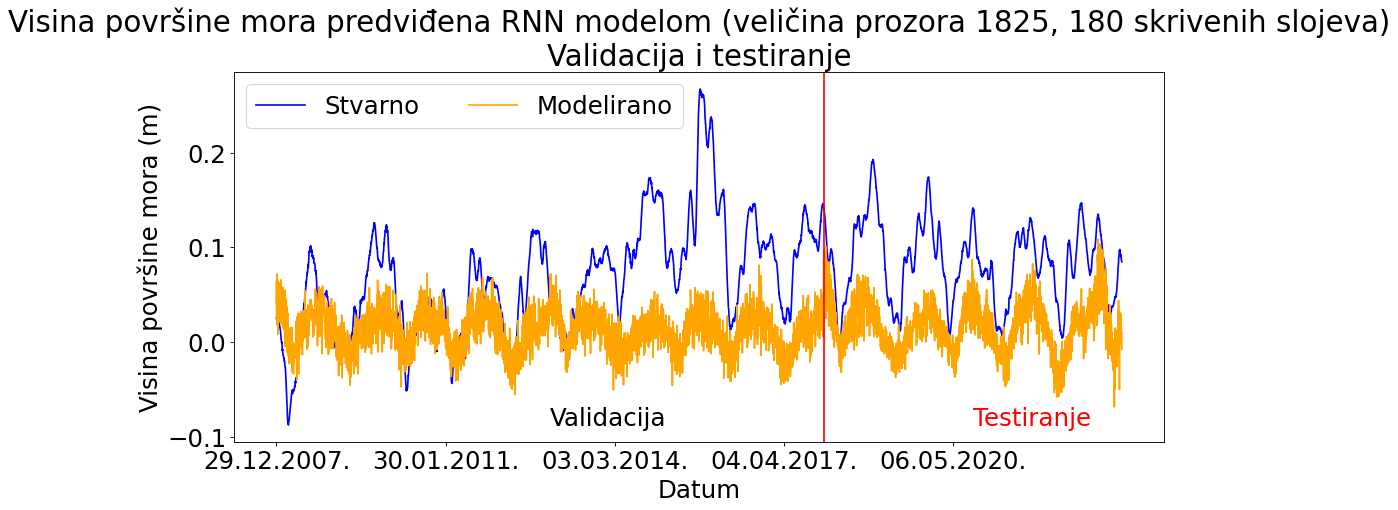 Visina površine mora predviđena RNN modelom (veličina prozora 1825, 180 skrivenih slojeva)
Validacija i testiranje
Stvarno
Modelirano
Visina površine mora (m)
0.2
0.1
0.0
−0.1
Validacija
Testiranje
29.12.2007.
30.01.2011.
03.03.2014.
04.04.2017.
06.05.2020.
Datum